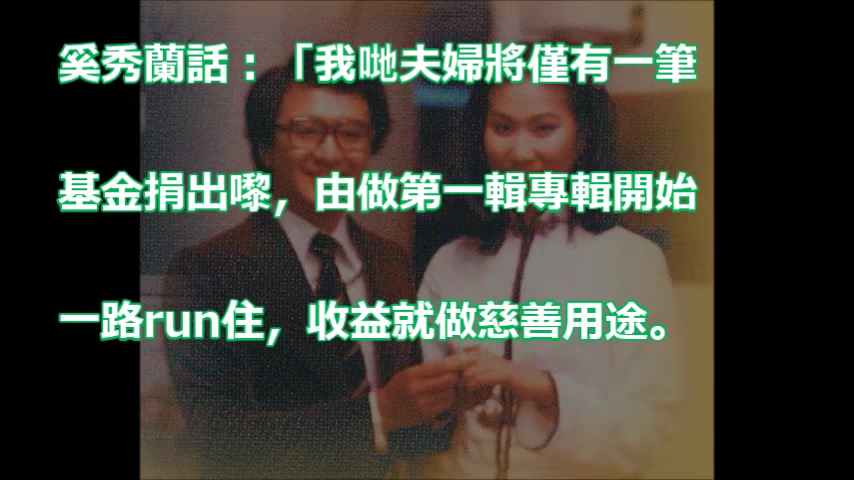 奚秀蘭話：「我哋夫婦將僅有一筆
基金捐出嚟，由做第一輯專輯開始
一路run住，收益就做慈善用途。